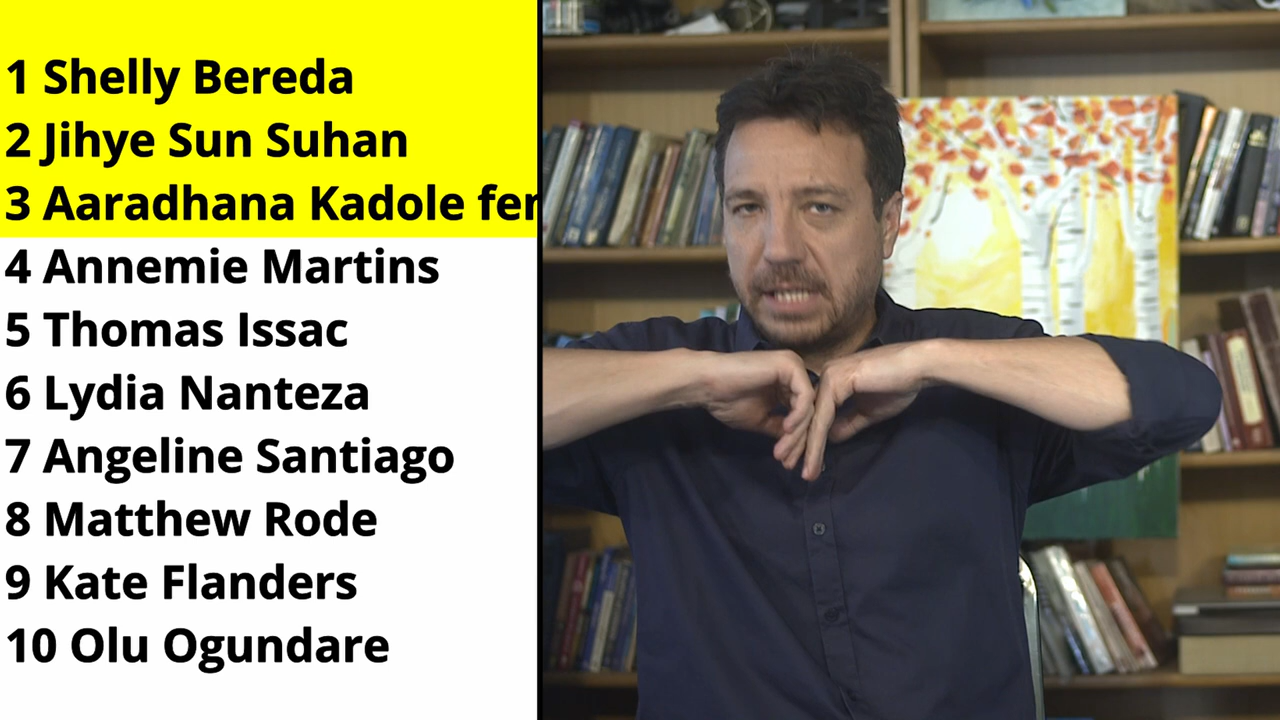 1 Shelly Bereda
2 Jihye Sun Suhan
3 Aaradhana Kadole
4 Annemie Martins
5 Thomas Issac
6 Lydia Nanteza
7 Angeline Santiago
8 Matthew Rode
9 Kate Flanders
10 Olu Ogundare